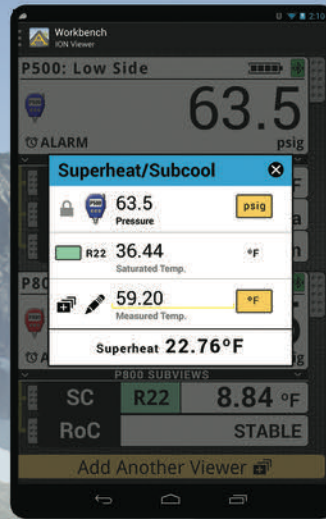 2:10
Workbench
ION Viewer
P500: Low Side
63.5
ALARM
psig
Superheat/Subcool
63.5
Pressure
psig
R22 36.44 °F
Saturated Temp.
59.20
Measured Temp.
°F
Superheat 22.76°F
P800 SUBVIEWS
SC R22 8.84 °F
RoC STABLE
Add Another Viewer